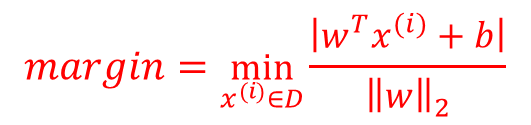 margin = min_{x^{(i)} ∈ D} |w^T x^{(i)} + b| / ‖w‖_2